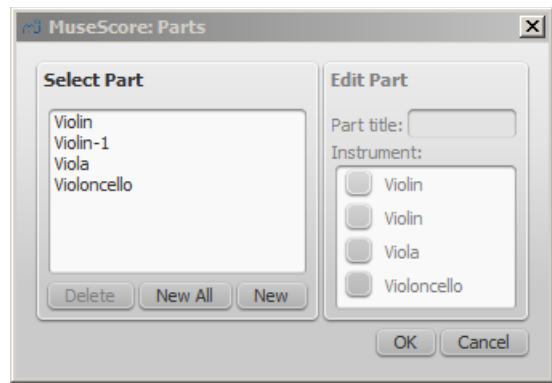 MuseScore: Parts
Select Part
Violin
Violin-1
Viola
Violoncello
Delete
New All
New
Edit Part
Part title:
Instrument:
Violin
Violin
Viola
Violoncello
OK
Cancel